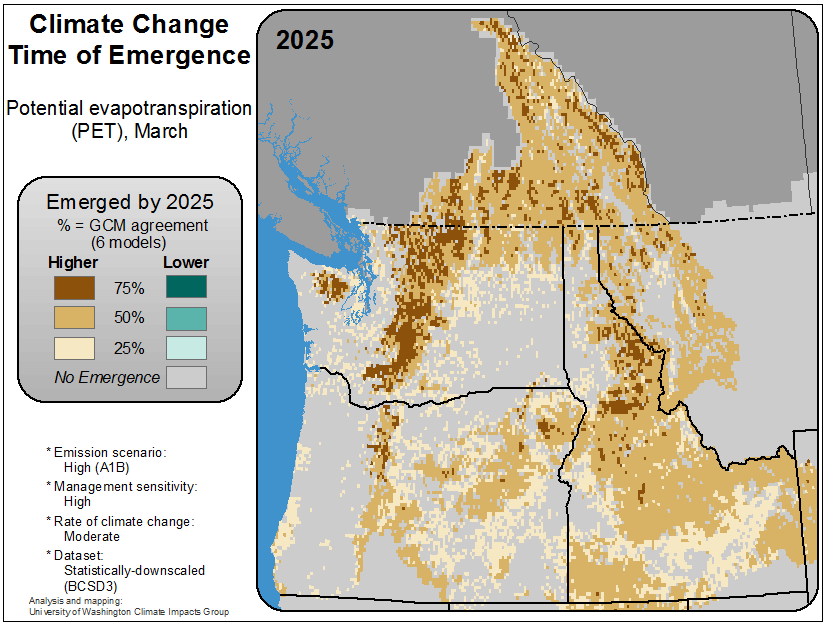 Climate Change
Time of Emergence
Potential evapotranspiration
(PET), March
Emerged by 2025
% = GCM agreement
(6 models)
Higher Lower
75%
50%
25%
No Emergence
* Emission scenario:
High (A1B)
* Management sensitivity:
High
* Rate of climate change:
Moderate
* Dataset:
Statistically-downscaled
(BCSD3)
Analysis and mapping:
University of Washington Climate Impacts Group
2025